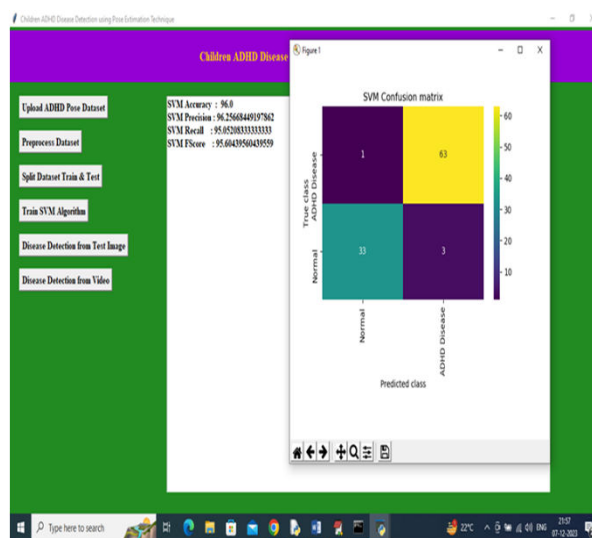 Children ADHD Disease Detection using Pose Estimation Technique
Children ADHD Disease
Figure 1
Upload ADHD Pose Dataset
Preprocess Dataset
Split Dataset Train & Test
Train SVM Algorithm
Disease Detection from Test Image
Disease Detection from Video
SVM Accuracy : 96.0
SVM Precision : 96.25668449197862
SVM Recall : 95.05208333333333
SVM FScore : 95.60439560439559
SVM Confusion matrix
True class
ADHD Disease
Normal
1
63
33
3
60
50
40
30
20
10
Normal
ADHD Disease
Predicted class
Type here to search
22°C
ENG
21:57
07-12-2023